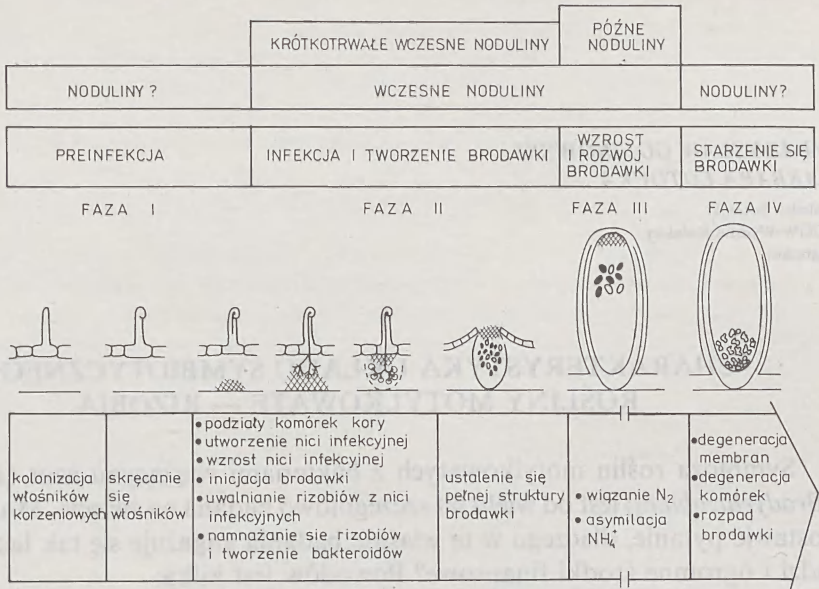 PÓŹNE
NODULINY
KRÓTKOTRWAŁE WCZESNE NODULINY
NODULINY?
WCZESNE NODULINY
NODULINY?
PREINFEKCJA
INFEKCJA I TWORZENIE BRODAWKI
WZROST
I ROZWÓJ
BRODAWKI
STARZENIE SIĘ
BRODAWKI
FAZA I
FAZA II
FAZA III
FAZA IV
kolonizacja
włośników
korzeniowych
skręcanie
się
włośników
• podziały komórek kory
• utworzenie nici infekcyjnej
• wzrost nici infekcyjnej
• inicjacja brodawki
• uwalnianie rizobiów z nici
infekcyjnych
• namnażanie się rizobiów
i tworzenie bakteroidów
ustalenie się
pełnej struktury
brodawki
• wiązanie N₂
• asymilacja
NH₄⁺
• degeneracja
membran
• degeneracja
komórek
• rozpad
brodawki